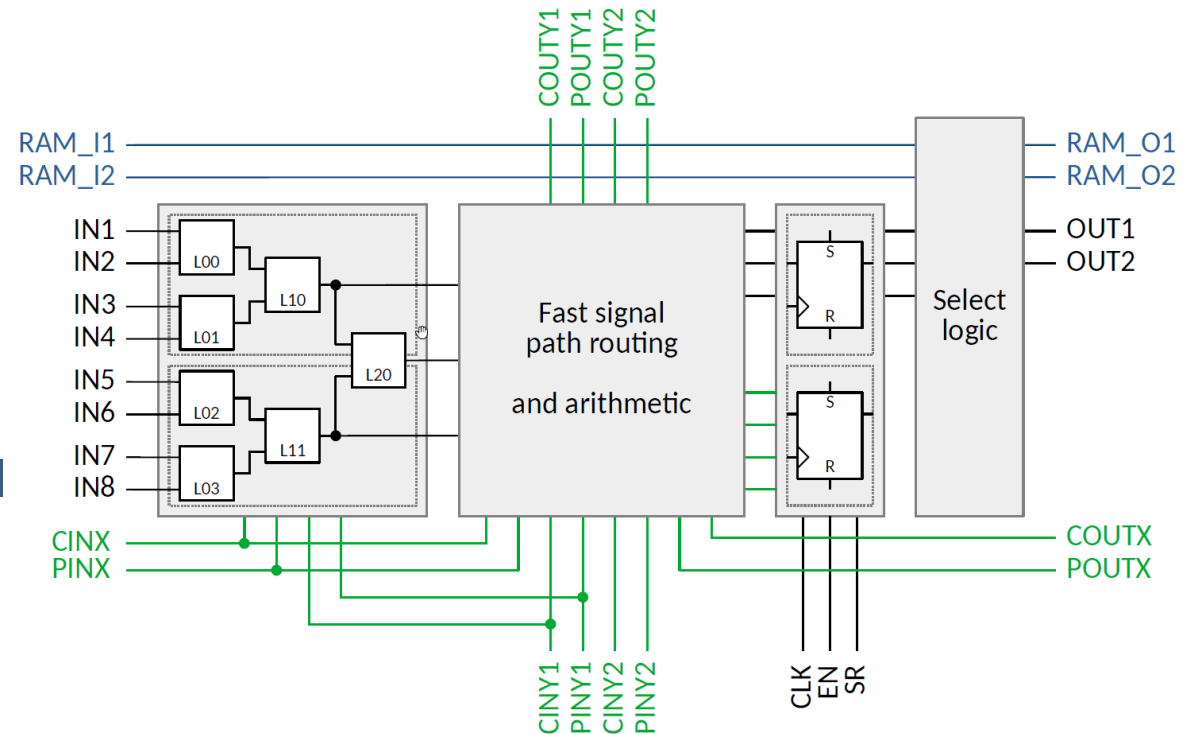 COUTY1
POUTY1
COUTY2
POUTY2
RAM_I1
RAM_I2
RAM_O1
RAM_O2
IN1
IN2
IN3
IN4
IN5
IN6
IN7
IN8
L00
L01
L02
L03
L10
L11
L20
Fast signal
path routing
and arithmetic
S
R
S
R
Select
logic
OUT1
OUT2
CINX
PINX
COUTX
POUTX
CINY1
PINY1
CINY2
PINY2
CLK
EN
SR